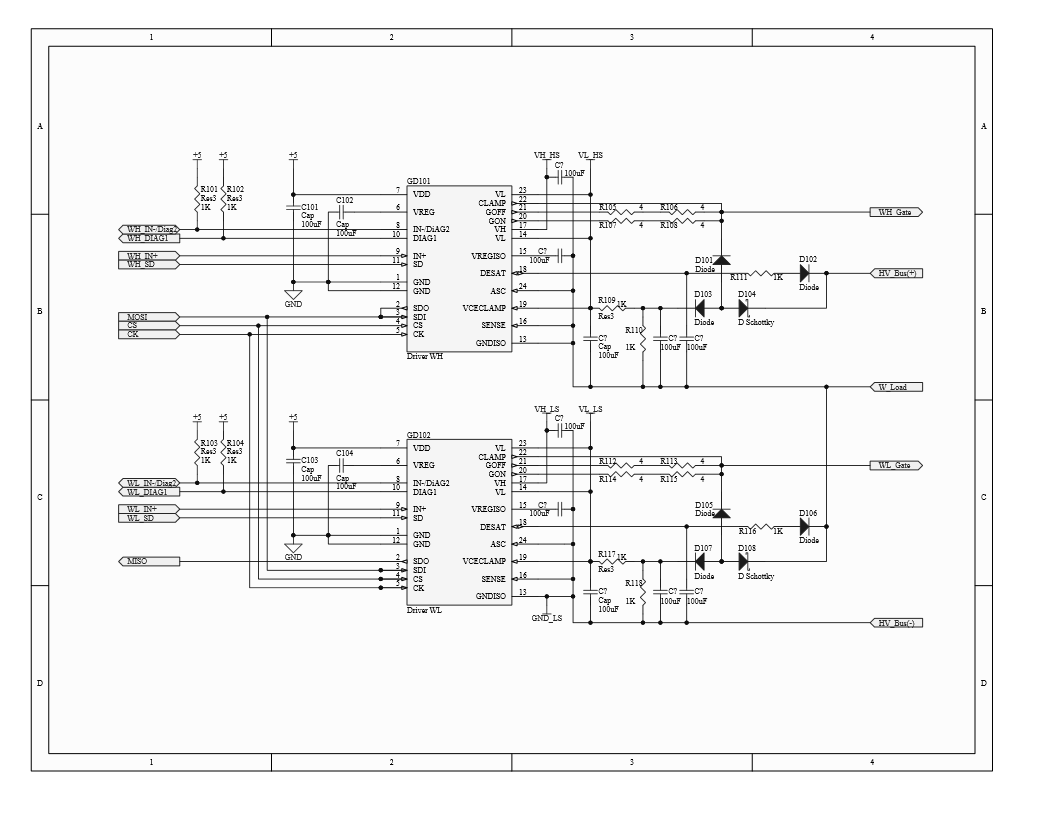 1 2 3 4
A A
+5 +5 +5 VH_HS VL_HS
C?
100uF
GD101
R101 R102
Res3 Res3
1K 1K
C101
Cap
100uF
C102
Cap
100uF
7 VDD VL 23
CLAMP 22
6 VREG GOFF 21
GON 20
8 IN-/DiAG2 VH 17
10 DIAG1 VL 14
9 IN+ VREGISO 15
11 SD
DESAT 18
1 GND
12 GND ASC 24
2 SDO VCECLAMP 19
3 SDI
4 CS SENSE 16
5 CK
GNDISO 13
Driver WH
R105 4 R106 4
R107 4 R108 4
WH_Gate
WH_IN-/Diag2
WH_DIAG1
WH_IN+
WH_SD
C?
100uF
D101
Diode
R111 1K
D102
Diode
HV_Bus(+)
GND
B B
MOSI
CS
CK
R109 1K
Res3
D103
Diode
D104
D Schottky
R110
1K
C?
Cap
100uF
C?
100uF
C?
100uF
W_Load
+5 +5 +5 VH_LS VL_LS
C?
100uF
GD102
R103 R104
Res3 Res3
1K 1K
C103
Cap
100uF
C104
Cap
100uF
7 VDD VL 23
CLAMP 22
6 VREG GOFF 21
GON 20
8 IN-/DiAG2 VH 17
10 DIAG1 VL 14
9 IN+ VREGISO 15
11 SD
DESAT 18
1 GND
12 GND ASC 24
2 SDO VCECLAMP 19
3 SDI
4 CS SENSE 16
5 CK
GNDISO 13
Driver WL
R112 4 R113 4
R114 4 R115 4
WL_Gate
WL_IN-/Diag2
WL_DIAG1
WL_IN+
WL_SD
C C
C?
100uF
D105
Diode
R116 1K
D106
Diode
GND
MISO
R117 1K
Res3
D107
Diode
D108
D Schottky
R118
1K
C?
Cap
100uF
C?
100uF
C?
100uF
GND_LS
HV_Bus(-)
D D
1 2 3 4